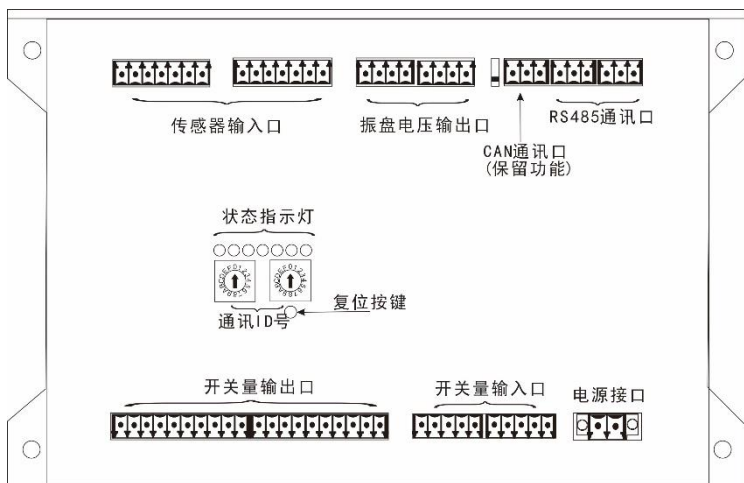 传感器输入口
振盘电压输出口
RS485通讯口
CAN通讯口
(保留功能)
状态指示灯
复位按键
通讯ID号
开关量输出口
开关量输入口
电源接口